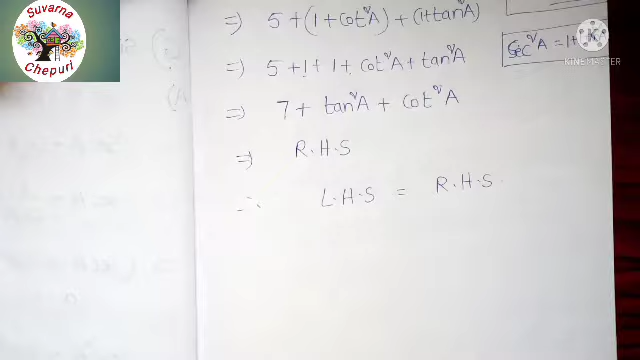 Suvarna
Chepuri
=) 5 + (1 + cot²A) + (1+tan²A)
=) 5 + 1 + 1 + cot²A + tan²A
Sec²A = 1+
KINEMASTER
=) 7 + tan²A + cot²A
=) R.H.S
∴ L.H.S = R.H.S